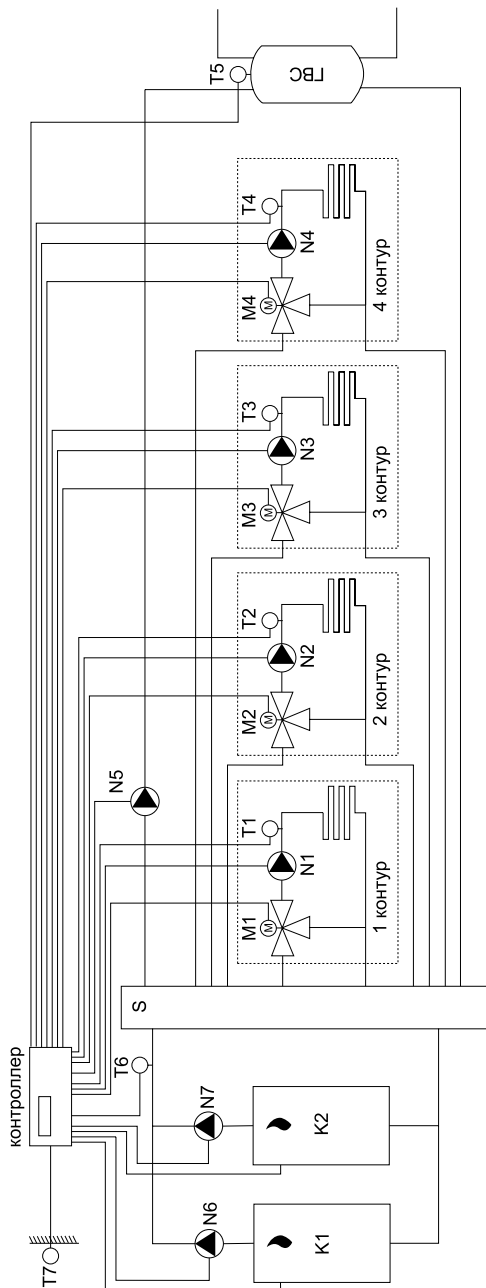 T7
контроллер
N6
K1
N7
K2
T6
S
N5
M1
M
N1
T1
1 контур
M2
M
N2
T2
2 контур
M3
M
N3
T3
3 контур
M4
M
N4
T4
4 контур
T5
ГВС